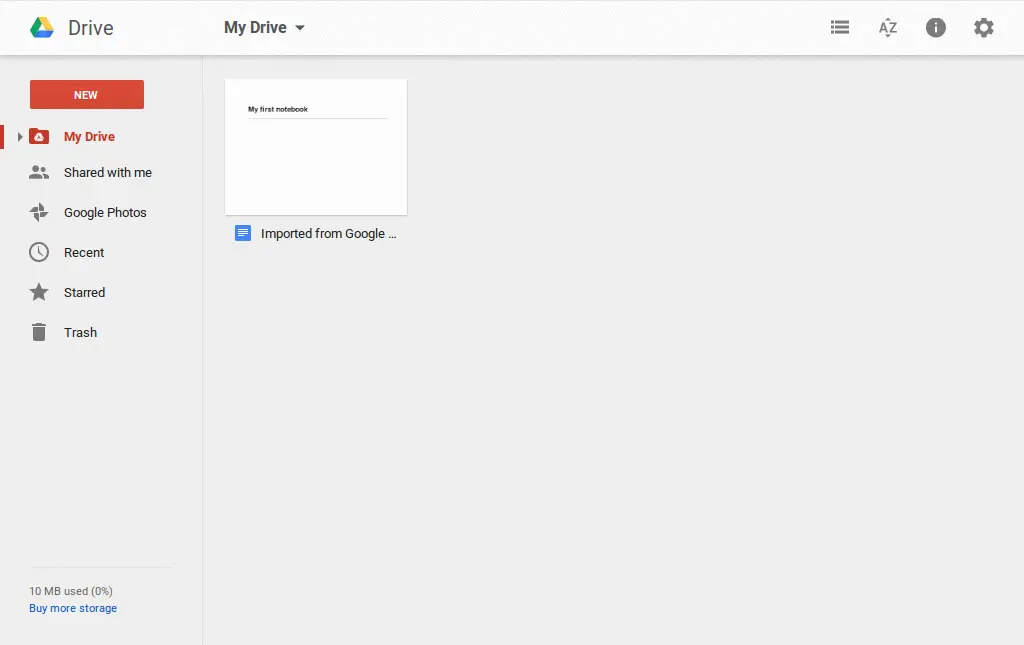 Drive
My Drive
AZ
NEW
My Drive
Shared with me
Google Photos
Recent
Starred
Trash
10 MB used (0%)
Buy more storage
My first notebook
Imported from Google ...